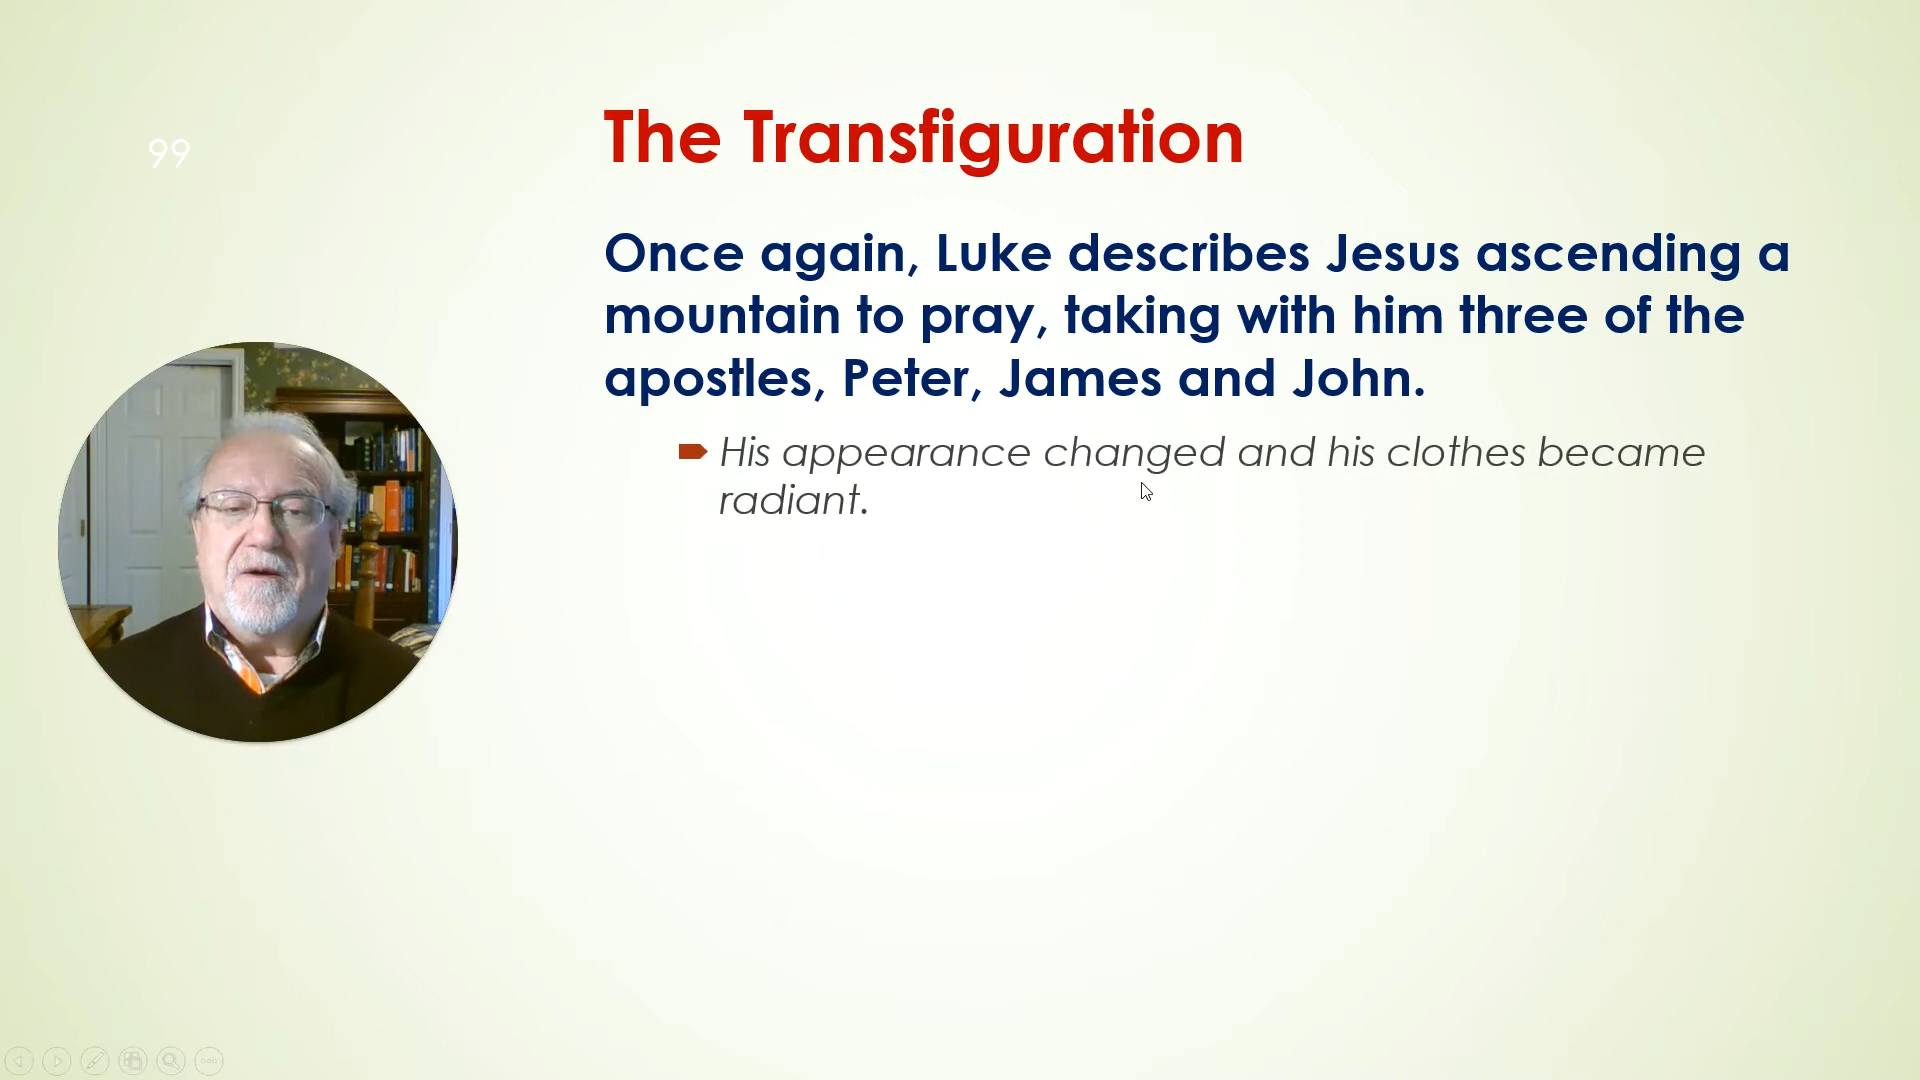 99
The Transfiguration
Once again, Luke describes Jesus ascending a
mountain to pray, taking with him three of the
apostles, Peter, James and John.
His appearance changed and his clothes became
radiant.